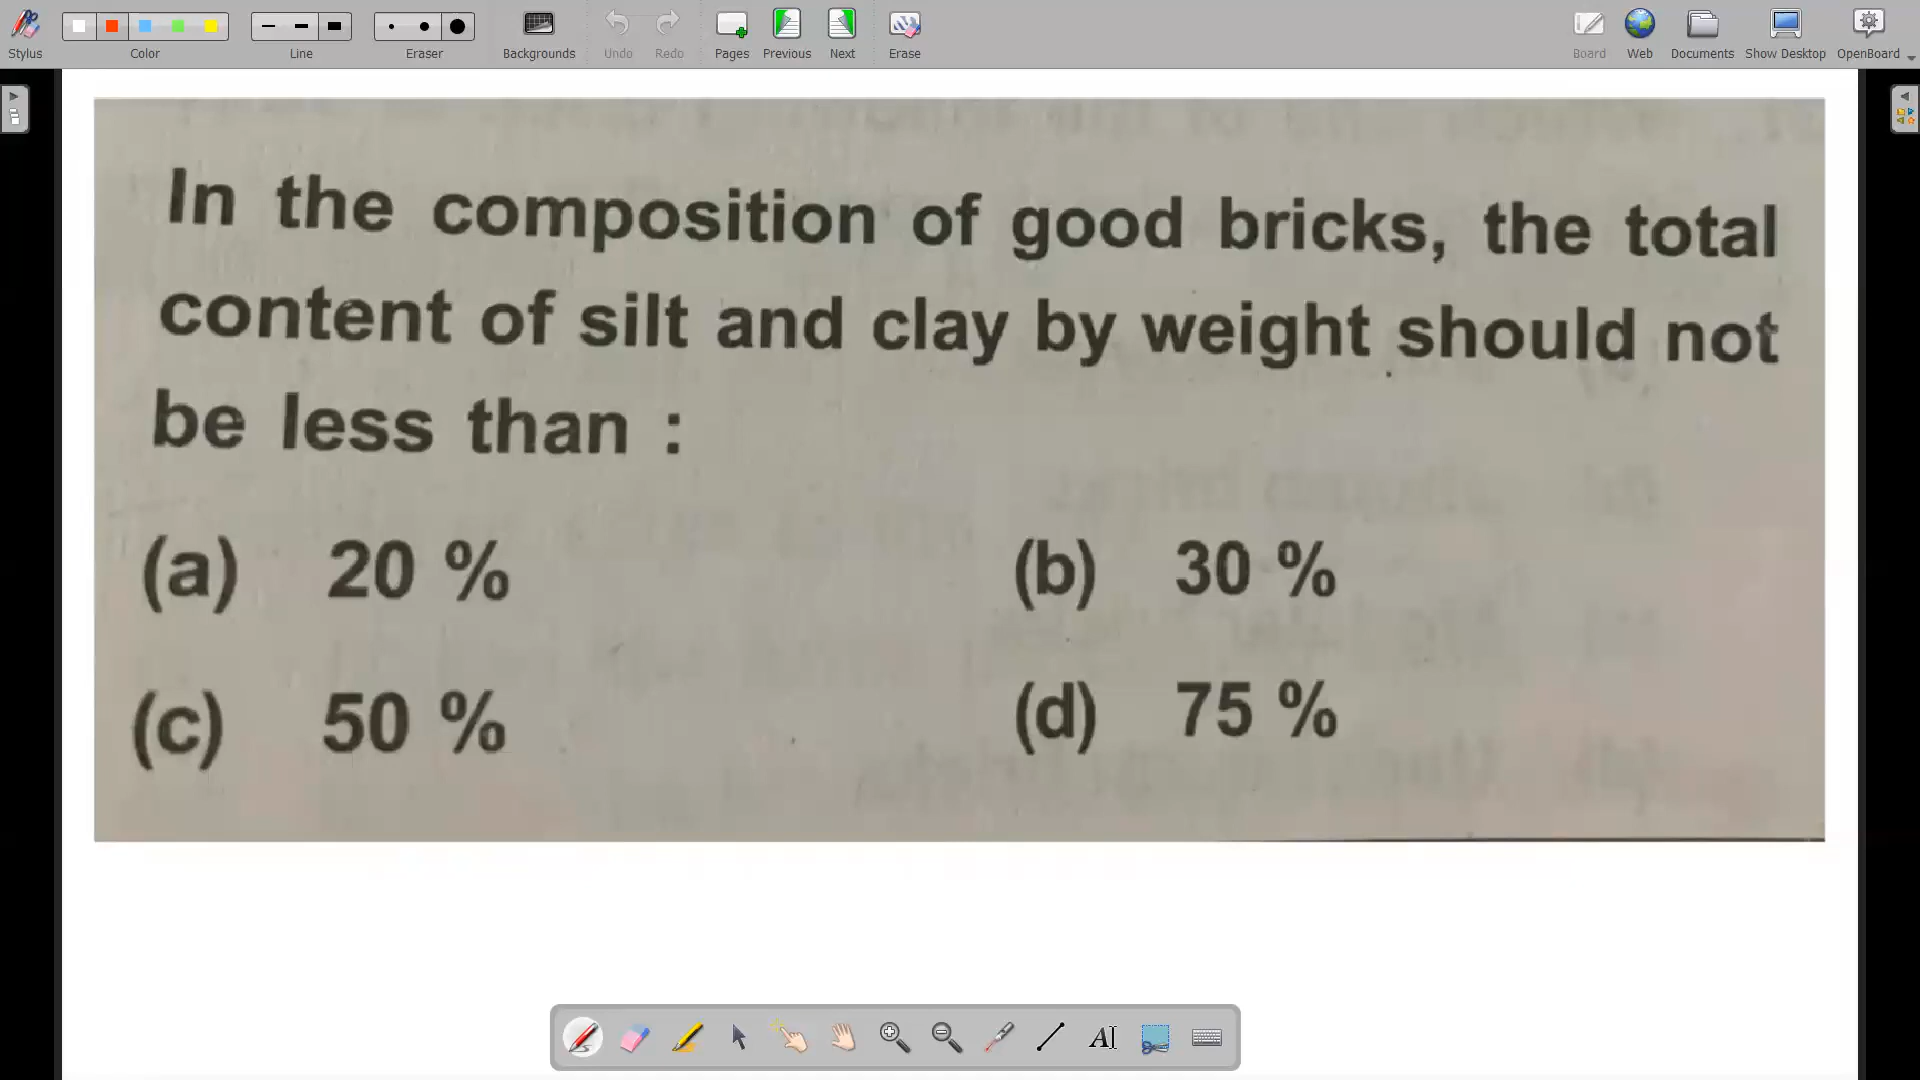 Stylus Color Line Eraser Backgrounds Undo Redo Pages Previous Next Erase Board Web Documents Show Desktop OpenBoard
In the composition of good bricks, the total
content of silt and clay by weight should not
be less than :
(a) 20 % (b) 30 %
(c) 50 % (d) 75 %